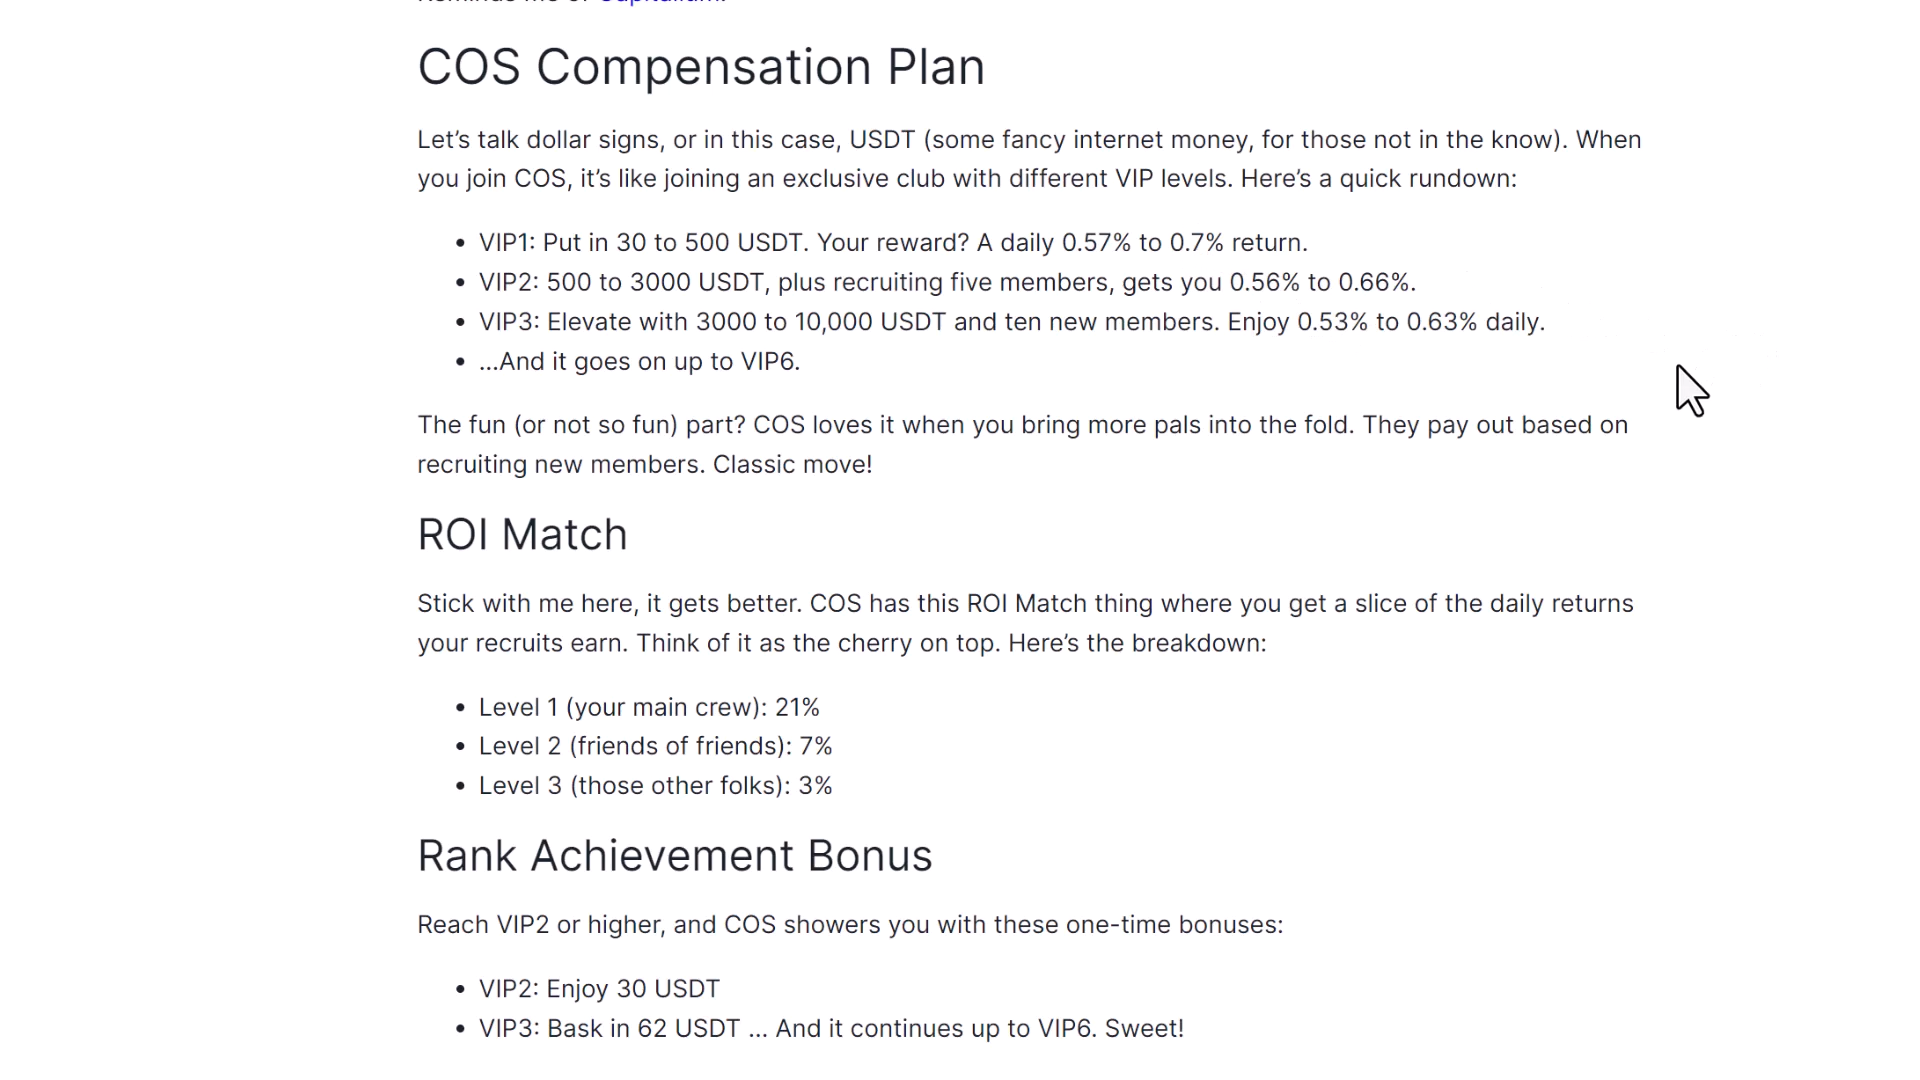 COS Compensation Plan
Let’s talk dollar signs, or in this case, USDT (some fancy internet money, for those not in the know). When
you join COS, it’s like joining an exclusive club with different VIP levels. Here’s a quick rundown:
• VIP1: Put in 30 to 500 USDT. Your reward? A daily 0.57% to 0.7% return.
• VIP2: 500 to 3000 USDT, plus recruiting five members, gets you 0.56% to 0.66%.
• VIP3: Elevate with 3000 to 10,000 USDT and ten new members. Enjoy 0.53% to 0.63% daily.
• …And it goes on up to VIP6.
The fun (or not so fun) part? COS loves it when you bring more pals into the fold. They pay out based on
recruiting new members. Classic move!
ROI Match
Stick with me here, it gets better. COS has this ROI Match thing where you get a slice of the daily returns
your recruits earn. Think of it as the cherry on top. Here’s the breakdown:
• Level 1 (your main crew): 21%
• Level 2 (friends of friends): 7%
• Level 3 (those other folks): 3%
Rank Achievement Bonus
Reach VIP2 or higher, and COS showers you with these one-time bonuses:
• VIP2: Enjoy 30 USDT
• VIP3: Bask in 62 USDT … And it continues up to VIP6. Sweet!